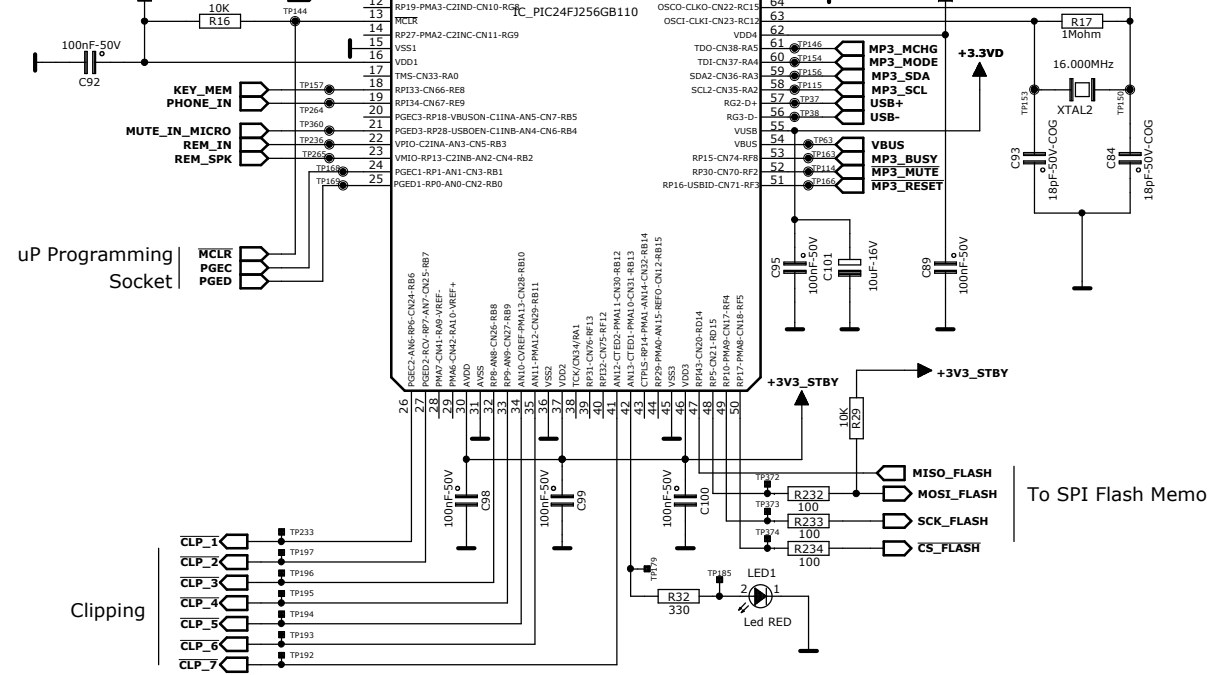 12 RP19-PMA3-C2IND-CN10-RG8
IC_PIC24FJ256GB110
OSCO-CLKO-CN22-RC15 64
10K
R16
TP144
13 MCLR
OSCI-CLKI-CN23-RC12 63
R17
1Mohm
14 RP27-PMA2-C2INC-CN11-RG9
VDD4 62
100nF-50V
C92
15 VSS1
TDO-CN38-RA5 61 TP146 MP3_MCHG
+3.3VD
16 VDD1
TDI-CN37-RA4 60 TP154 MP3_MODE
16.000MHz
17 TMS-CN33-RA0
SDA2-CN36-RA3 59 TP156 MP3_SDA
KEY_MEM TP157 18 RPI33-CN66-RE8
SCL2-CN35-RA2 58 TP115 MP3_SCL
TP153
XTAL2
TP150
PHONE_IN TP264 19 RPI34-CN67-RE9
RG2-D+ 57 TP37 USB+
20 PGEC3-RP18-VBUSON-C1INA-AN5-CN7-RB5
RG3-D- 56 TP38 USB-
MUTE_IN_MICRO TP360 21 PGED3-RP28-USBOEN-C1INB-AN4-CN6-RB4
VUSB 55
REM_IN TP236 22 VPIO-C2INA-AN3-CN5-RB3
VBUS 54 TP63 VBUS
REM_SPK TP265 23 VMIO-RP13-C2INB-AN2-CN4-RB2
RP15-CN74-RF8 53 TP163 MP3_BUSY
C93
18pF-50V-COG
C84
18pF-50V-COG
TP168 24 PGEC1-RP1-AN1-CN3-RB1
RP30-CN70-RF2 52 TP114 MP3_MUTE
TP169 25 PGED1-RP0-AN0-CN2-RB0
RP16-USBID-CN71-RF3 51 TP166 MP3_RESET
uP Programming
Socket
MCLR
PGEC
PGED
C95
100nF-50V
C101
10uF-16V
C89
100nF-50V
PGEC2-AN6-RP6-CN24-RB6
PGED2-RCV-RP7-AN7-CN25-RB7
PMA7-CN41-RA9-VREF-
PMA6-CN42-RA10-VREF+
AVDD
AVSS
RP8-AN8-CN26-RB8
RP9-AN9-CN27-RB9
AN10-CVREF-PMA13-CN28-RB10
AN11-PMA12-CN29-RB11
VSS2
VDD2
TCK/CN34/RA1
RP31-CN76-RF13
RPI32-CN75-RF12
AN12-CTED2-PMA11-CN30-RB12
AN13-CTED1-PMA10-CN31-RB13
CTPLS-RP14-PMA1-AN14-CN32-RB14
RP29-PMA0-AN15-REFO-CN12-RB15
VSS3
VDD3
RPI43-CN20-RD14
RP5-CN21-RD15
RP10-PMA9-CN17-RF4
RP17-PMA8-CN18-RF5
26 27 28 29 30 31 32 33 34 35 36 37 38 39 40 41 42 43 44 45 46 47 48 49 50
+3V3_STBY
+3V3_STBY
10K
R29
100nF-50V
C98
100nF-50V
C99
100nF-50V
C100
MISO_FLASH
TP372
R232
100
MOSI_FLASH
To SPI Flash Memo
TP373
R233
100
SCK_FLASH
TP374
R234
100
CS_FLASH
CLP_1 TP233
CLP_2 TP197
CLP_3 TP196
CLP_4 TP195
Clipping
CLP_5 TP194
CLP_6 TP193
CLP_7 TP192
TP179
R32
330
TP185
LED1
2 1
Led RED